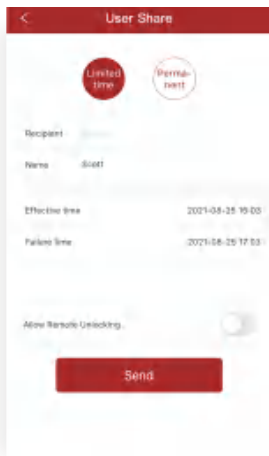 User Share
Limited
time
Perma-
nent
Recipient
Name Scott
Effective time 2021-08-25 16:03
Failure time 2021-08-25 17:03
Allow Remote Unlocking
Send